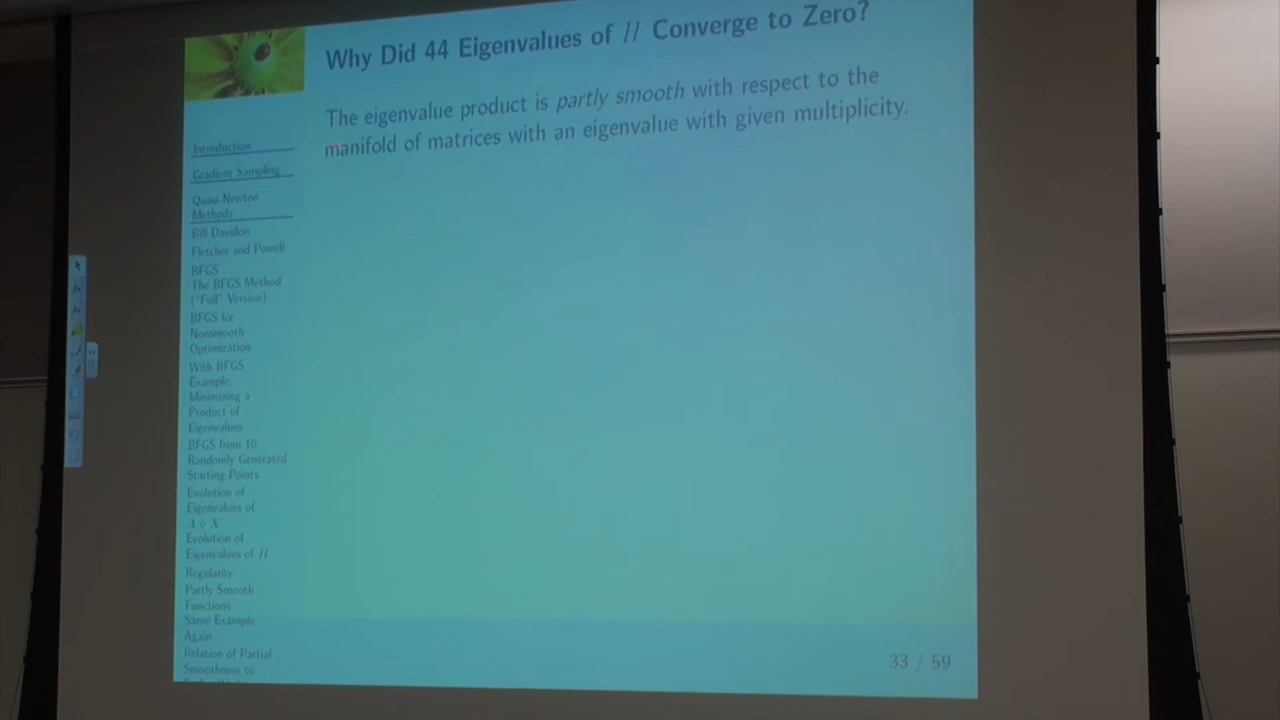 Why Did 44 Eigenvalues of H Converge to Zero?
The eigenvalue product is partly smooth with respect to the
manifold of matrices with an eigenvalue with given multiplicity.
Introduction
Gradient Sampling
Quasi-Newton
Methods
Bill Davidon
Fletcher and Powell
BFGS
The BFGS Method
("Full" Version)
BFGS for
Nonsmooth
Optimization
With BFGS
Example:
Minimizing a
Product of
Eigenvalues
BFGS from 10
Randomly Generated
Starting Points
Evolution of
Eigenvalues of
A ∘ X
Evolution of
Eigenvalues of H
Regularity
Partly Smooth
Functions
Same Example
Again
Relation of Partial
Smoothness to
33 / 59